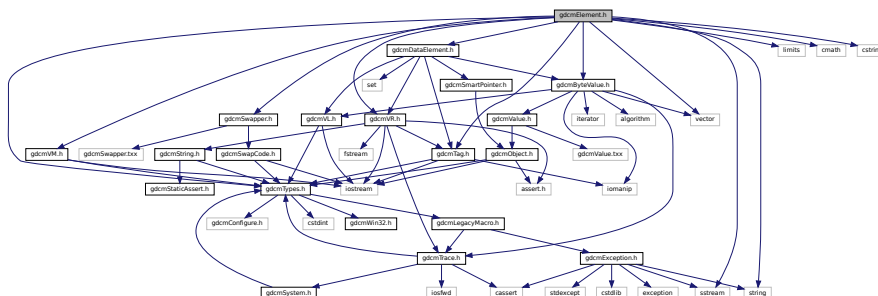 gdcmElement.h
gdcmDataElement.h
limits
cmath
cstrin
set
gdcmSmartPointer.h
gdcmByteValue.h
gdcmSwapper.h
gdcmVL.h
gdcmVR.h
gdcmValue.h
iterator
algorithm
vector
gdcmVM.h
gdcmSwapper.txx
gdcmString.h
gdcmSwapCode.h
fstream
gdcmTag.h
gdcmObject.h
gdcmValue.txx
gdcmStaticAssert.h
gdcmTypes.h
iostream
assert.h
iomanip
gdcmConfigure.h
cstdint
gdcmWin32.h
gdcmLegacyMacro.h
gdcmTrace.h
gdcmException.h
gdcmSystem.h
iosfwd
cassert
stdexcept
cstdlib
exception
sstream
string